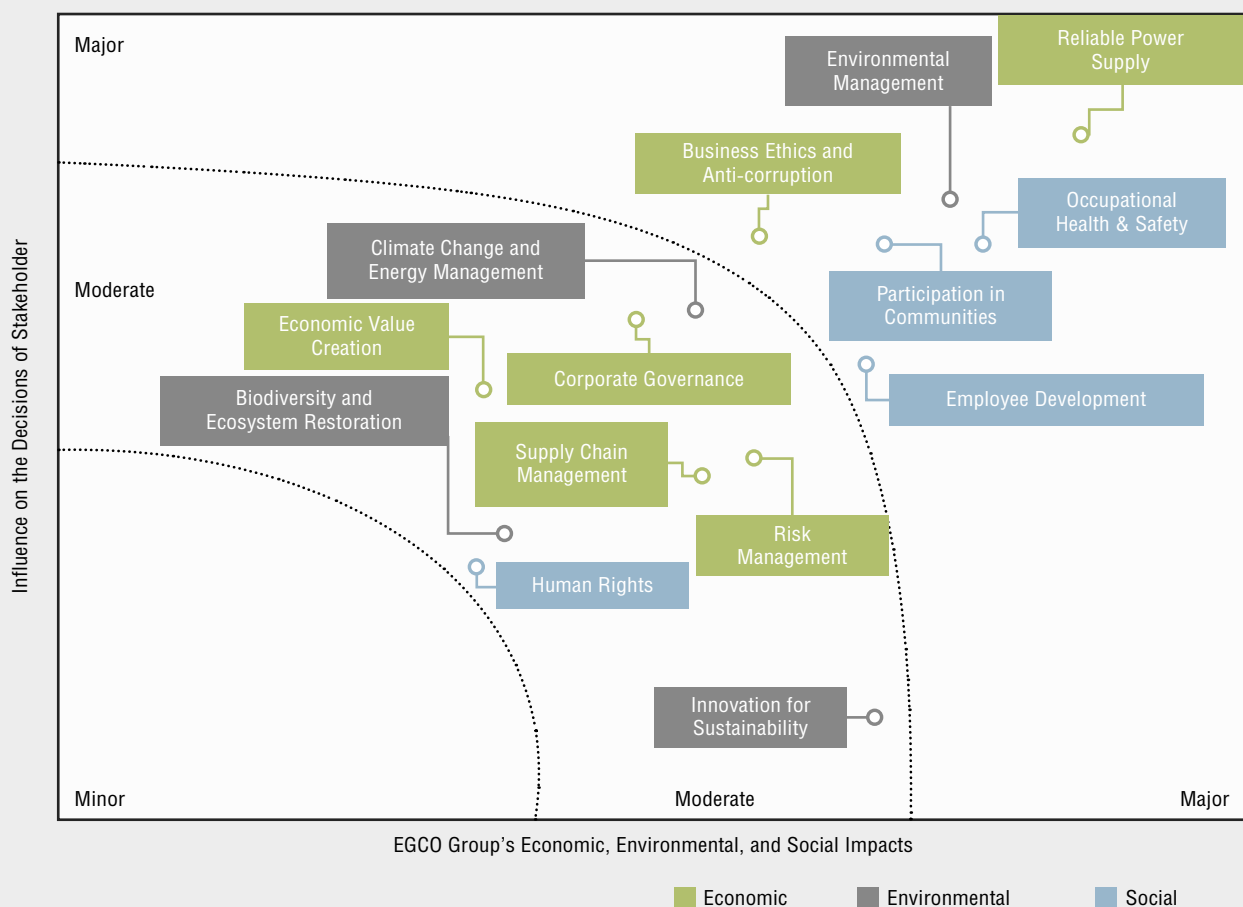 Major
Reliable Power
Supply
Environmental
Management
Business Ethics and
Anti-corruption
Occupational
Health & Safety
Climate Change and
Energy Management
Moderate
Participation in
Communities
Economic Value
Creation
Corporate Governance
Biodiversity and
Ecosystem Restoration
Employee Development
Supply Chain
Management
Risk
Management
Human Rights
Innovation for
Sustainability
Minor
Moderate
Major
Influence on the Decisions of Stakeholder
EGCO Group’s Economic, Environmental, and Social Impacts
Economic
Environmental
Social